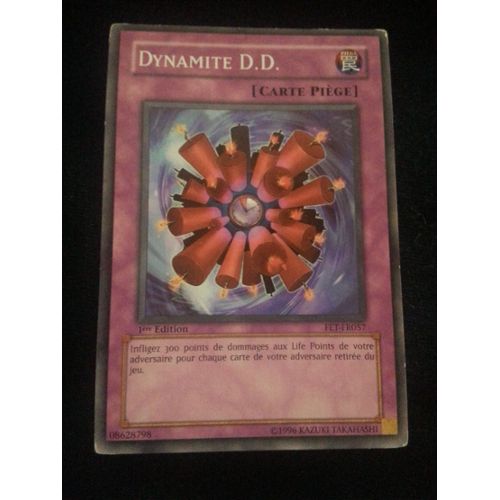 DYNAMITE D.D.
[CARTE PIÈGE]
1ère Edition
FET-FR057
Infligez 300 points de dommages aux Life Points de votre
adversaire pour chaque carte de votre adversaire retirée du
jeu.
08628798
©1996 KAZUKI TAKAHASHI